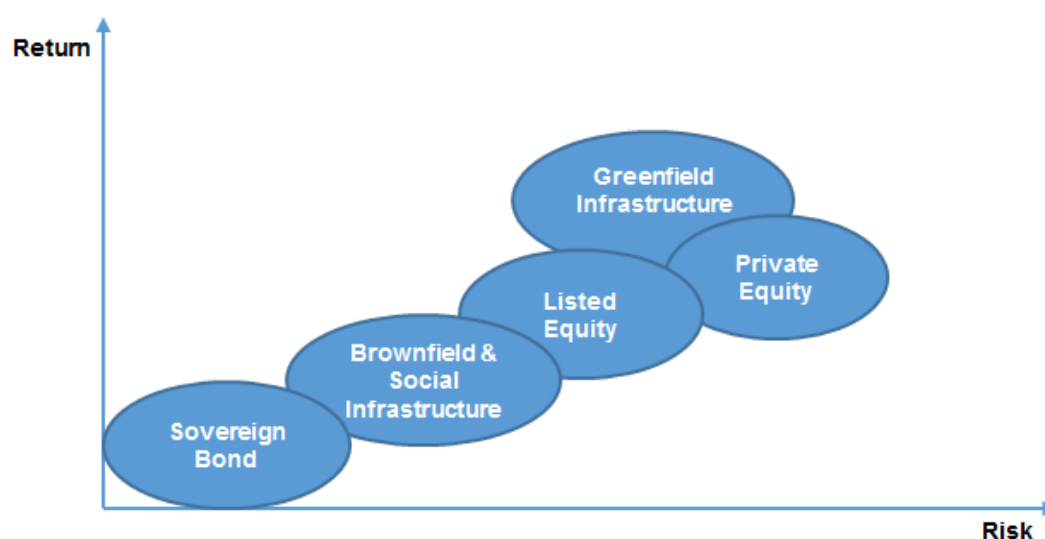 Return
Greenfield
Infrastructure
Private
Equity
Listed
Equity
Brownfield &
Social
Infrastructure
Sovereign
Bond
Risk